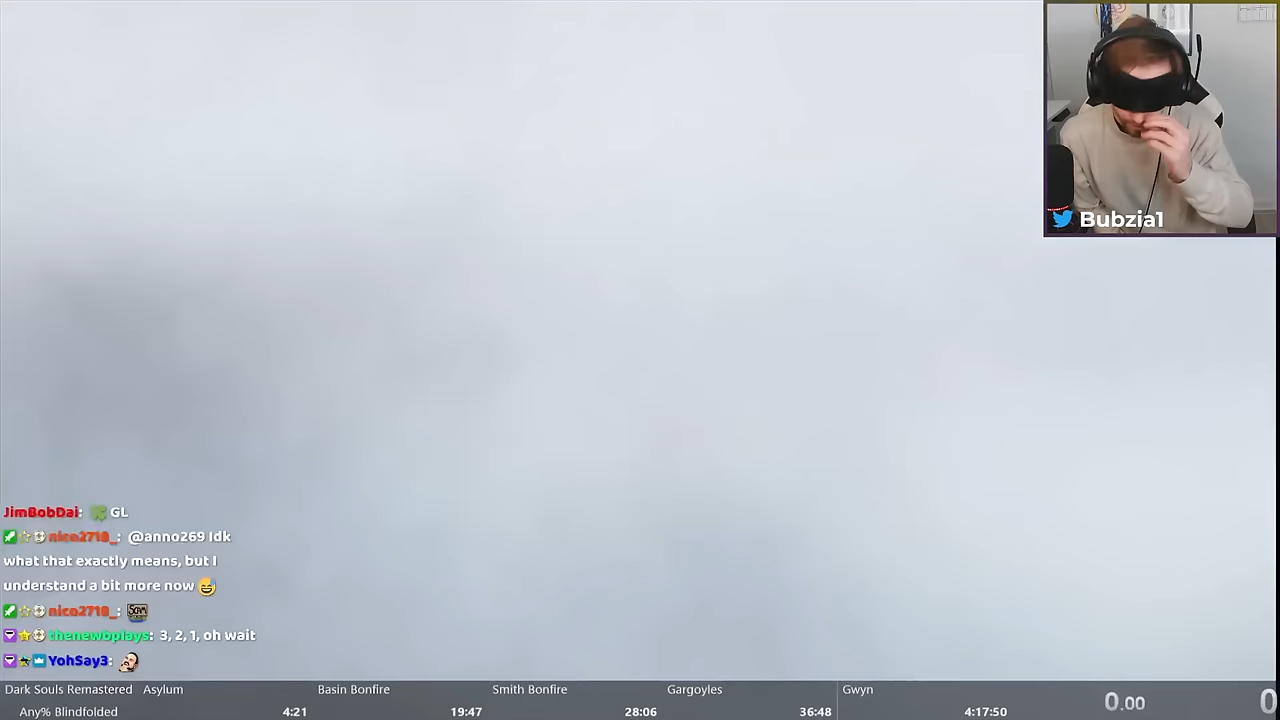 Bubzia1
JimBobDai: GL
nico2718_: @anno269 Idk
what that exactly means, but I
understand a bit more now
nico2718_:
thenewbplays: 3, 2, 1, oh wait
YohSay3:
Dark Souls Remastered Asylum Basin Bonfire Smith Bonfire Gargoyles Gwyn
Any% Blindfolded 4:21 19:47 28:06 36:48 4:17:50
0.00 0